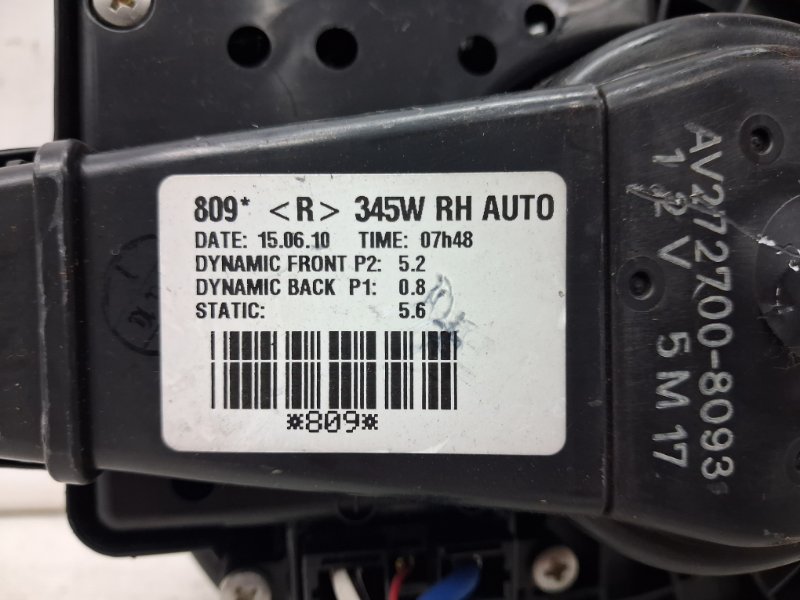 809* <R> 345W RH AUTO
DATE: 15.06.10 TIME: 07h48
DYNAMIC FRONT P2: 5.2
DYNAMIC BACK P1: 0.8
STATIC: 5.6
*809*
AV272700-8093
12V
5M17